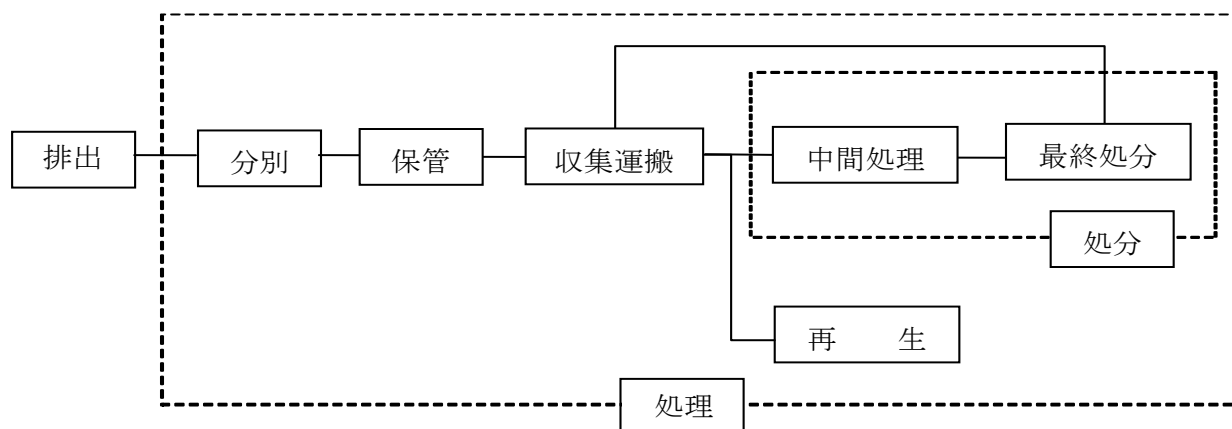 排出
分別
保管
収集運搬
中間処理
最終処分
処分
再　　生
処理